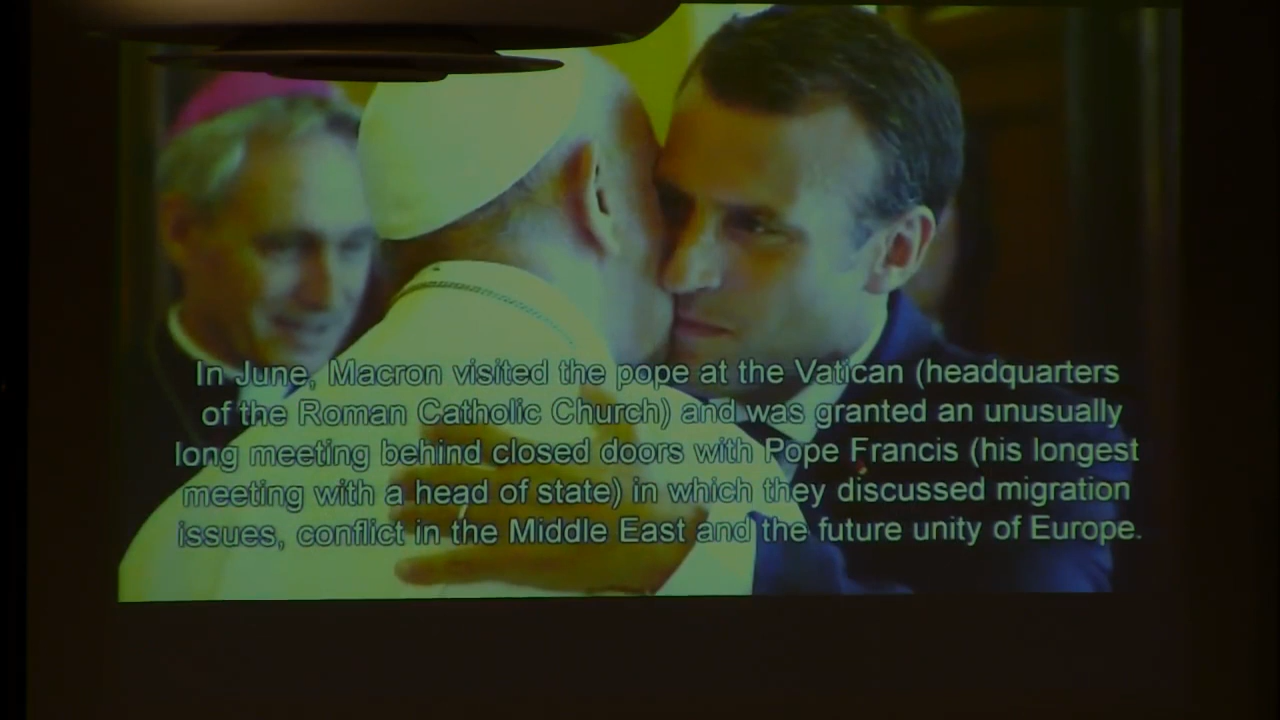 In June, Macron visited the pope at the Vatican (headquarters
of the Roman Catholic Church) and was granted an unusually
long meeting behind closed doors with Pope Francis (his longest
meeting with a head of state) in which they discussed migration
issues, conflict in the Middle East and the future unity of Europe.